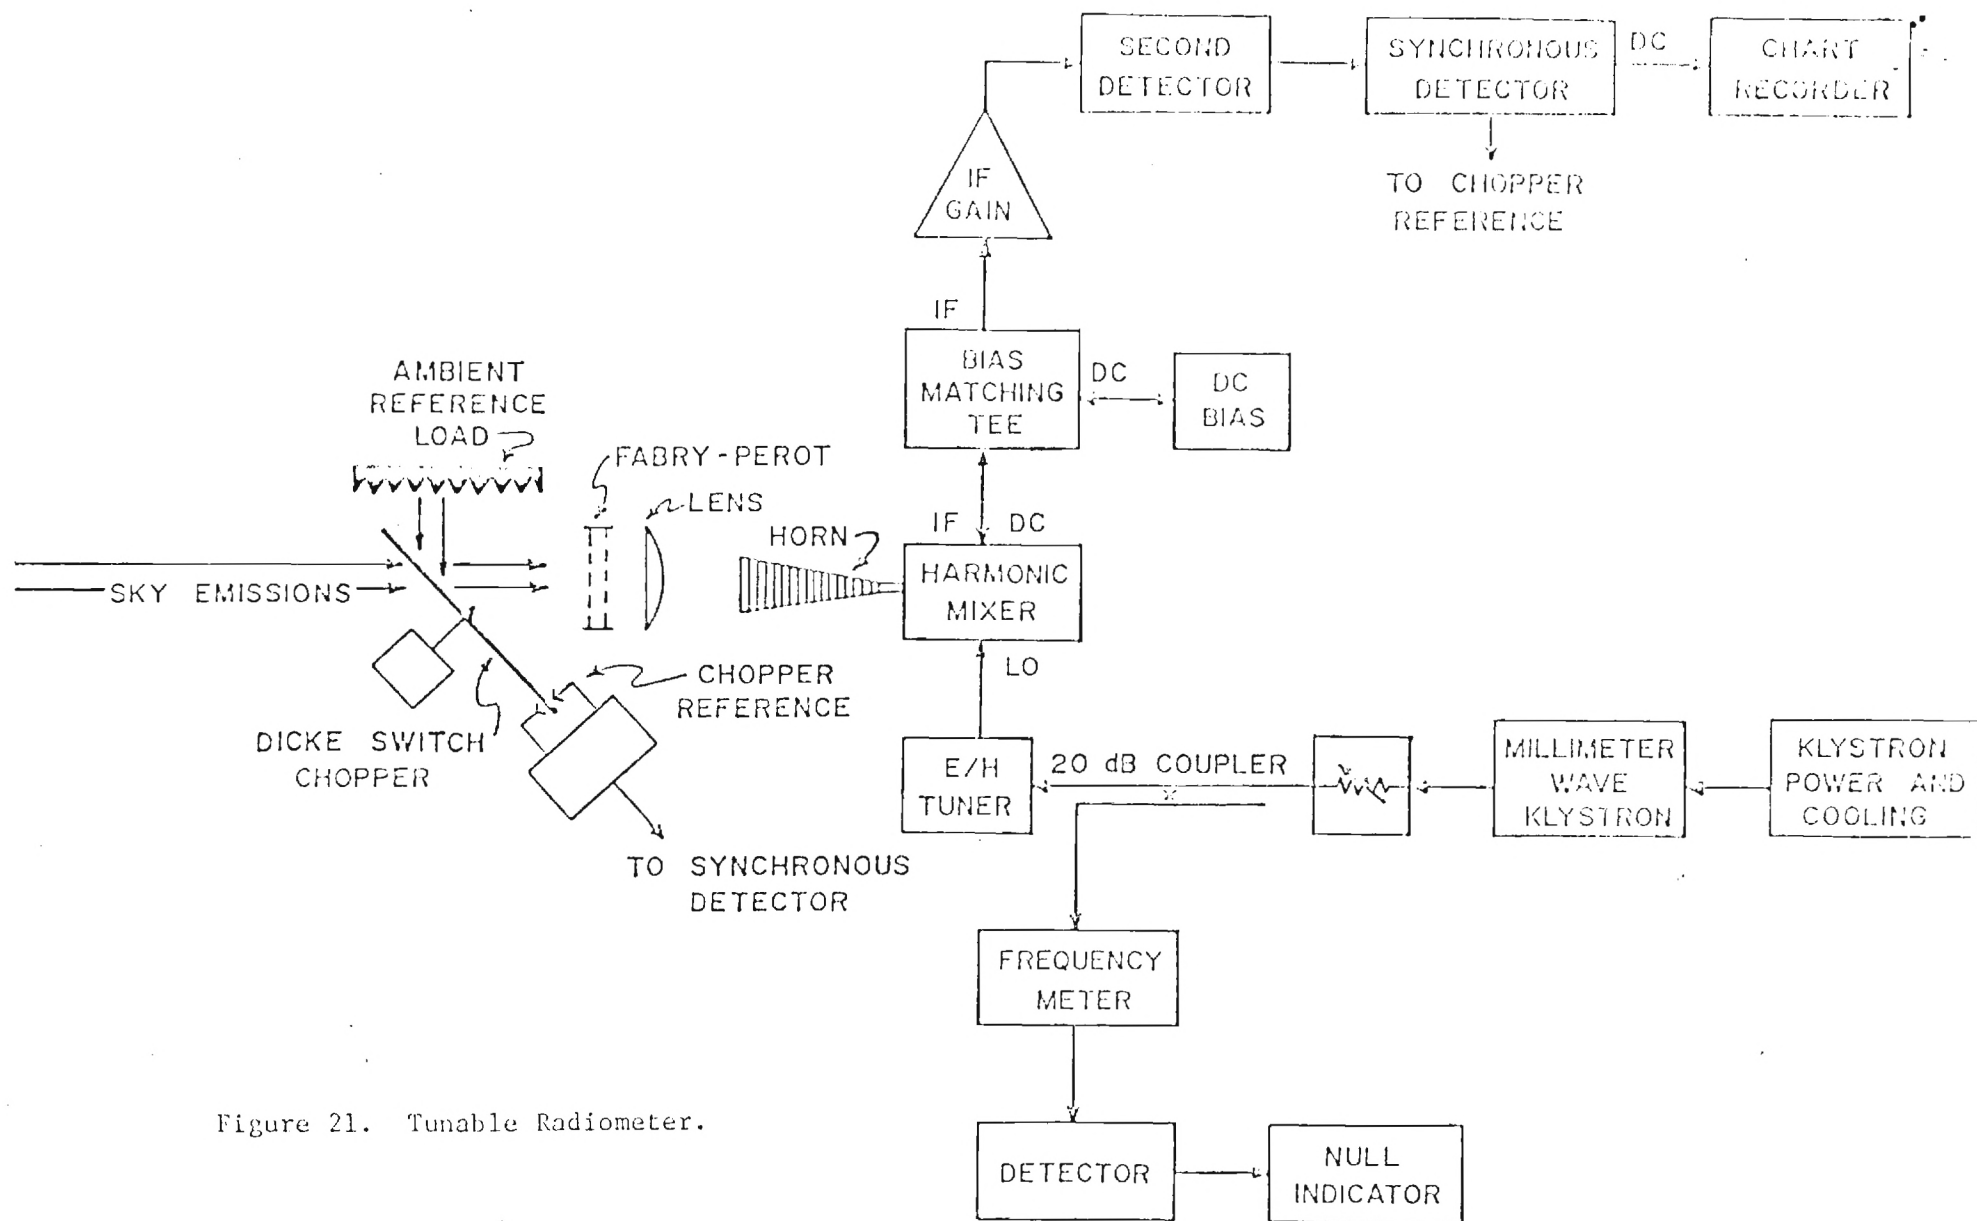 SECOND
DETECTOR
SYNCHRONOUS
DETECTOR
DC
CHART
RECORDER
TO CHOPPER
REFERENCE
IF
GAIN
IF
BIAS
MATCHING
TEE
DC
DC
BIAS
AMBIENT
REFERENCE
LOAD
FABRY-PEROT
LENS
HORN
IF DC
HARMONIC
MIXER
LO
SKY EMISSIONS
CHOPPER
REFERENCE
DICKE SWITCH
CHOPPER
TO SYNCHRONOUS
DETECTOR
E/H
TUNER
20 dB COUPLER
MILLIMETER
WAVE
KLYSTRON
KLYSTRON
POWER AND
COOLING
FREQUENCY
METER
DETECTOR
NULL
INDICATOR
Figure 21. Tunable Radiometer.